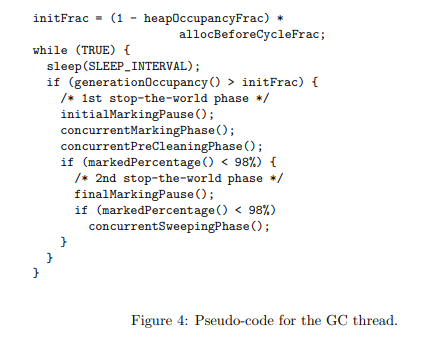 initFrac = (1 - heapOccupancyFrac) *
allocBeforeCycleFrac;
while (TRUE) {
sleep(SLEEP_INTERVAL);
if (generationOccupancy() > initFrac) {
/* 1st stop-the-world phase */
initialMarkingPause();
concurrentMarkingPhase();
concurrentPreCleaningPhase();
if (markedPercentage() < 98%) {
/* 2nd stop-the-world phase */
finalMarkingPause();
if (markedPercentage() < 98%)
concurrentSweepingPhase();
}
}
}
Figure 4: Pseudo-code for the GC thread.